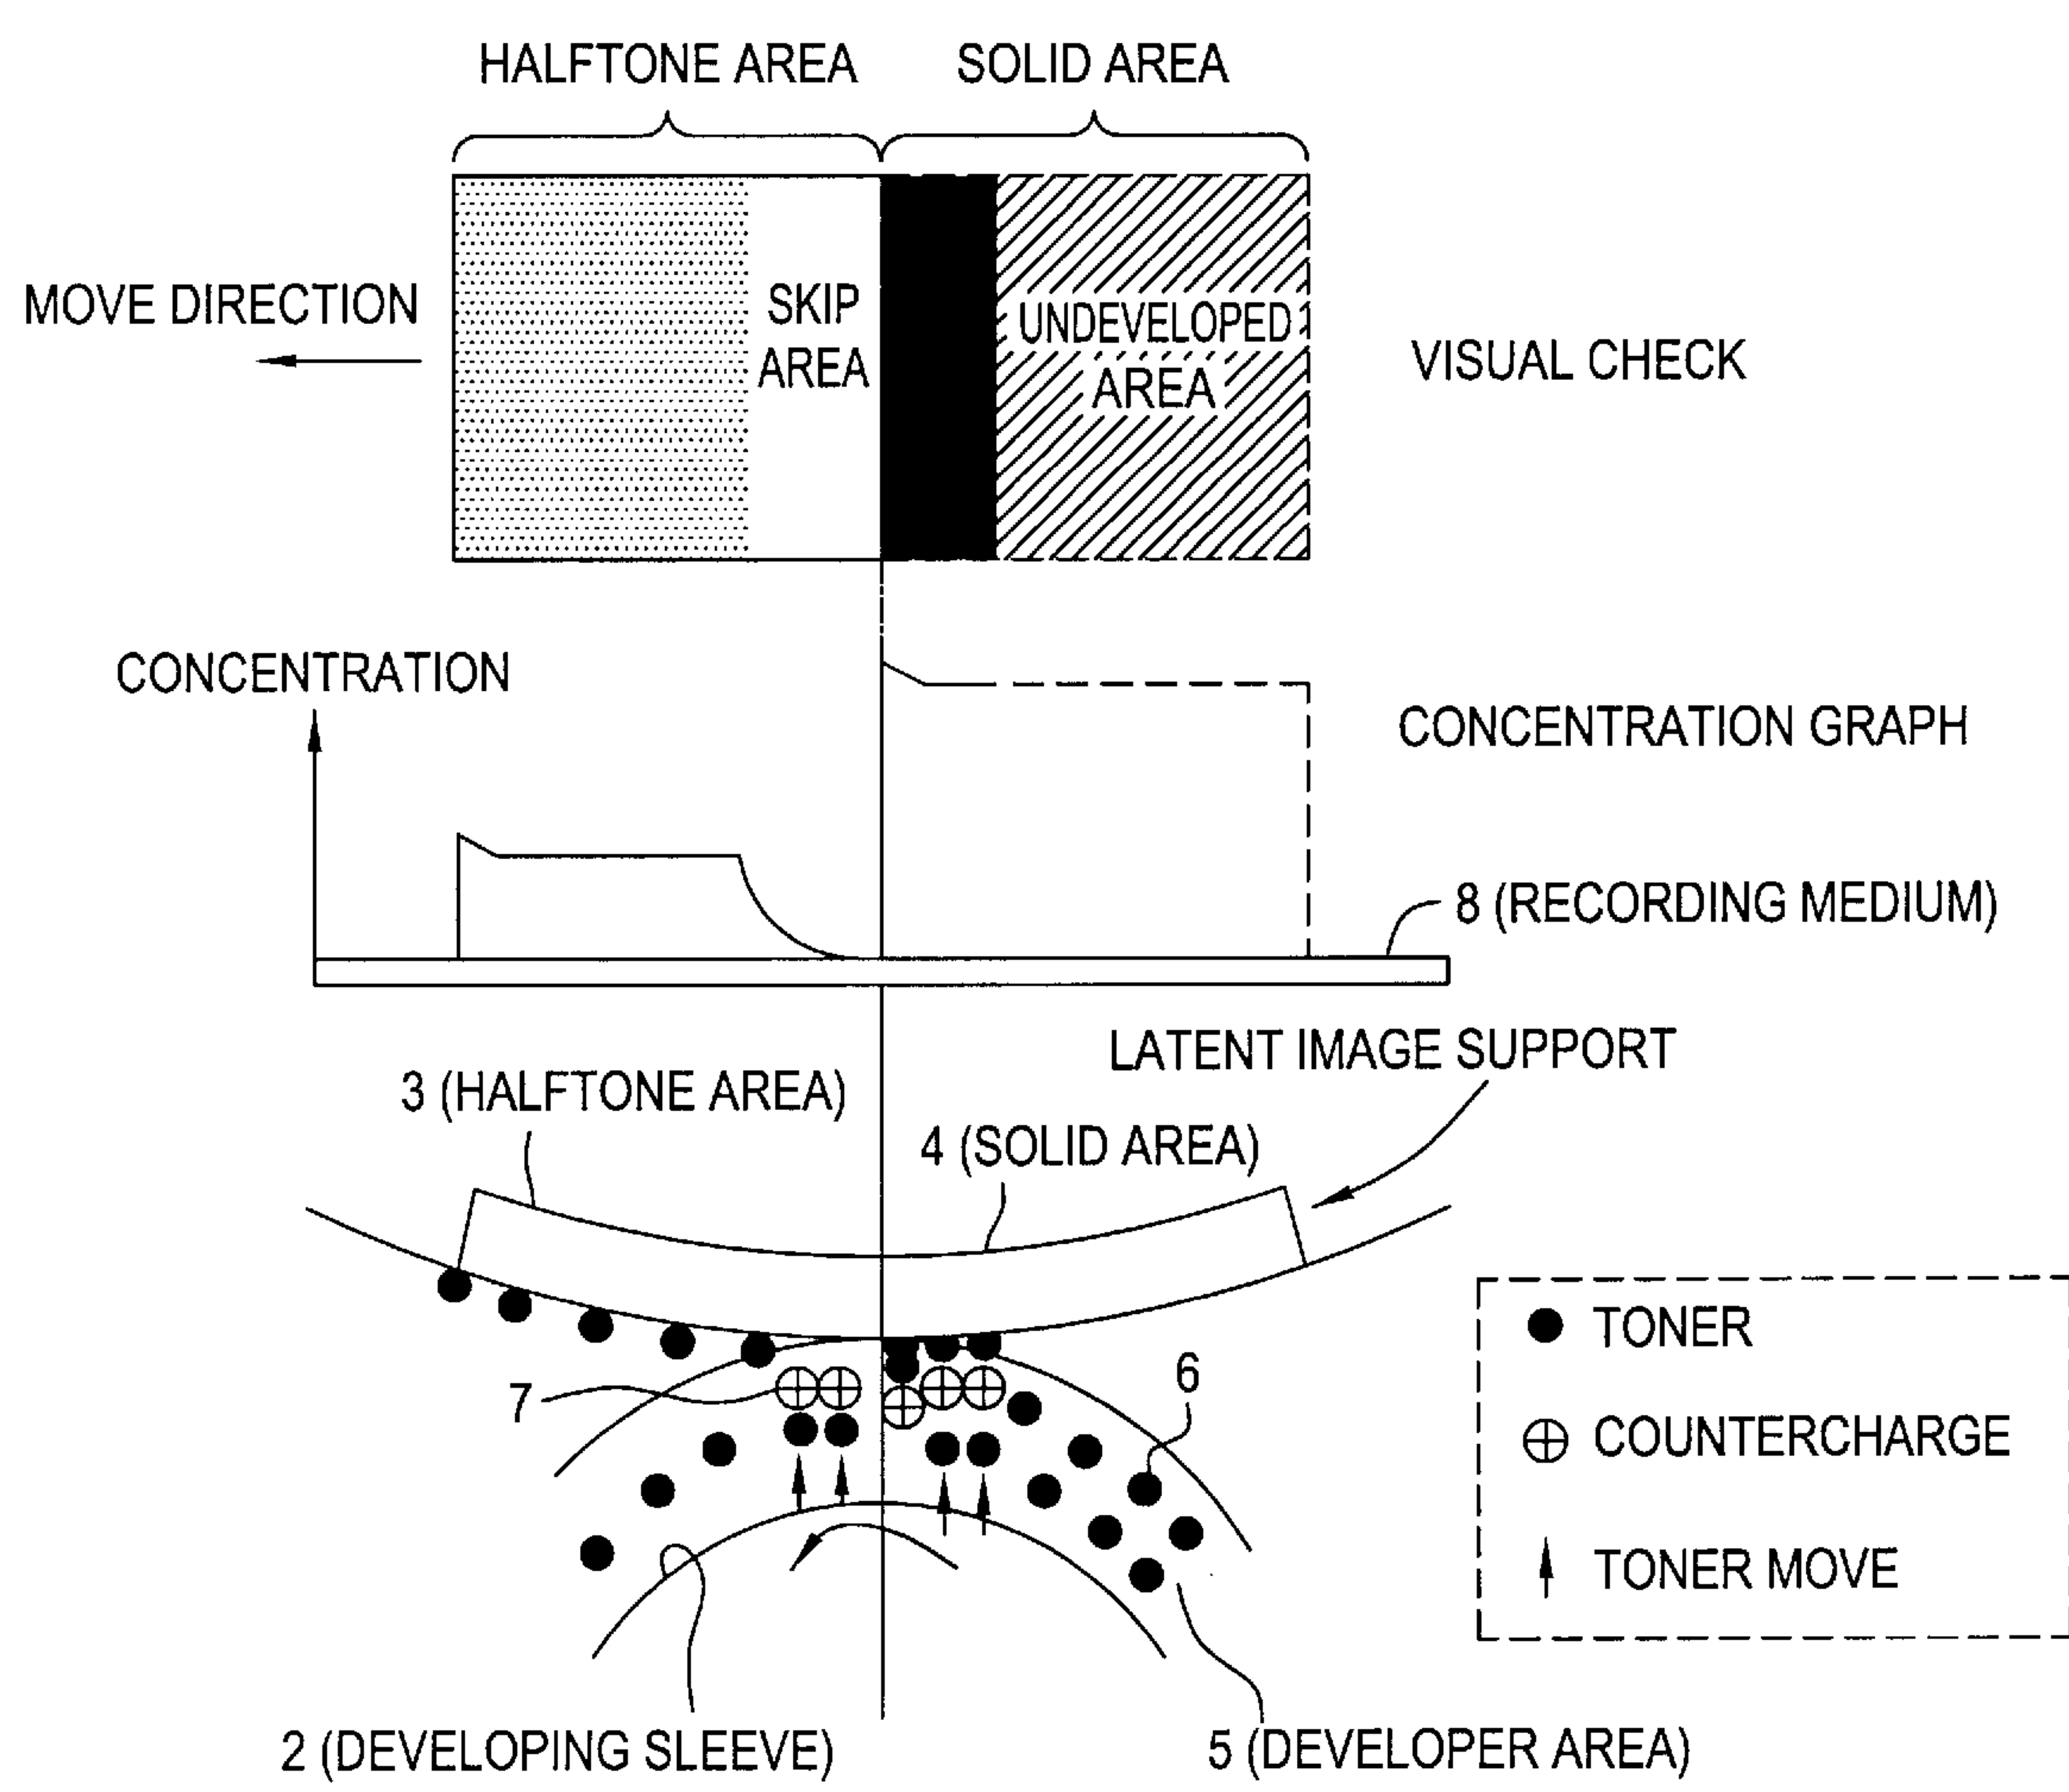 HALFTONE AREA SOLID AREA
MOVE DIRECTION
SKIP
AREA
UNDEVELOPED
AREA
VISUAL CHECK
CONCENTRATION
CONCENTRATION GRAPH
8 (RECORDING MEDIUM)
LATENT IMAGE SUPPORT
3 (HALFTONE AREA)
4 (SOLID AREA)
7
6
TONER
COUNTERCHARGE
TONER MOVE
2 (DEVELOPING SLEEVE)
5 (DEVELOPER AREA)